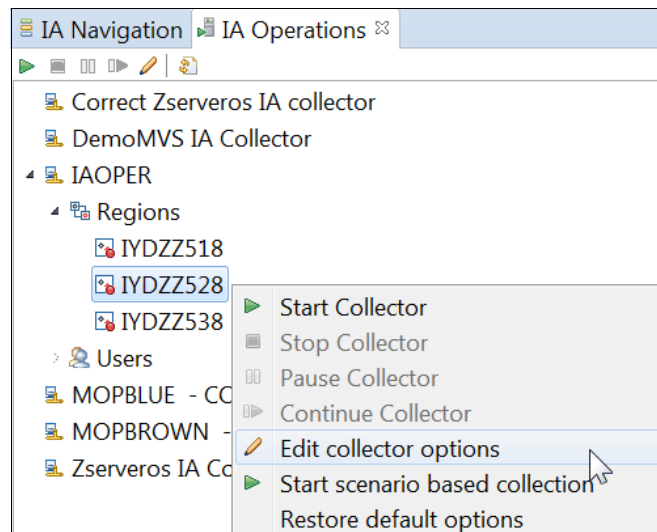 IA Navigation IA Operations
Correct Zserveros IA collector
DemoMVS IA Collector
IAOPER
Regions
IYDZZ518
IYDZZ528
IYDZZ538
Users
MOPBLUE - CO
MOPBROWN -
Zserveros IA Co
Start Collector
Stop Collector
Pause Collector
Continue Collector
Edit collector options
Start scenario based collection
Restore default options